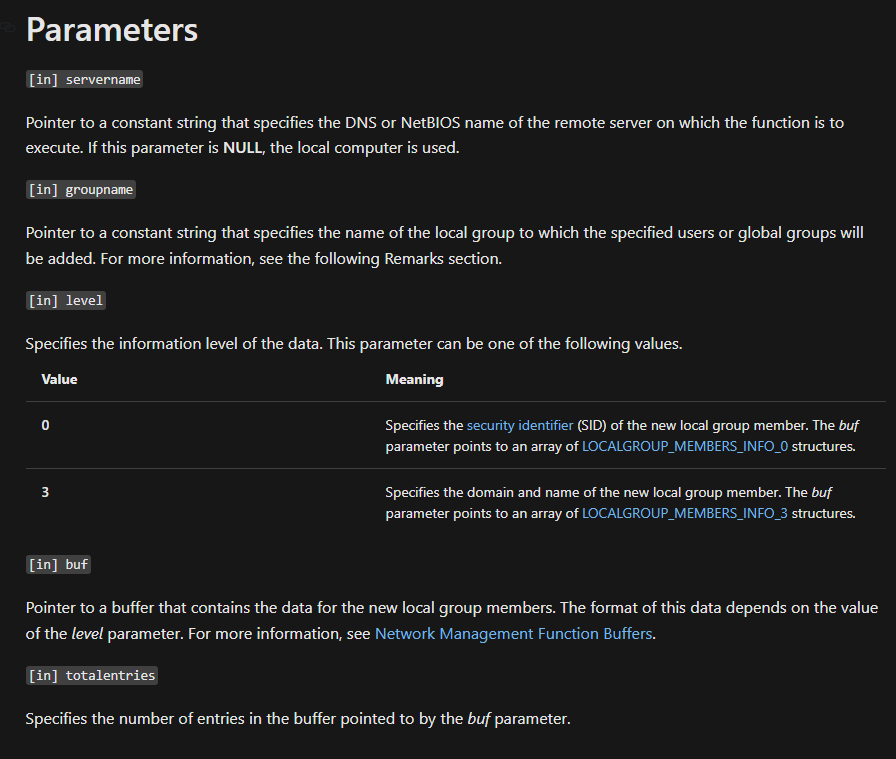 Parameters
[in] servername
Pointer to a constant string that specifies the DNS or NetBIOS name of the remote server on which the function is to
execute. If this parameter is NULL, the local computer is used.
[in] groupname
Pointer to a constant string that specifies the name of the local group to which the specified users or global groups will
be added. For more information, see the following Remarks section.
[in] level
Specifies the information level of the data. This parameter can be one of the following values.
Value Meaning
0 Specifies the security identifier (SID) of the new local group member. The buf
parameter points to an array of LOCALGROUP_MEMBERS_INFO_0 structures.
3 Specifies the domain and name of the new local group member. The buf
parameter points to an array of LOCALGROUP_MEMBERS_INFO_3 structures.
[in] buf
Pointer to a buffer that contains the data for the new local group members. The format of this data depends on the value
of the level parameter. For more information, see Network Management Function Buffers.
[in] totalentries
Specifies the number of entries in the buffer pointed to by the buf parameter.